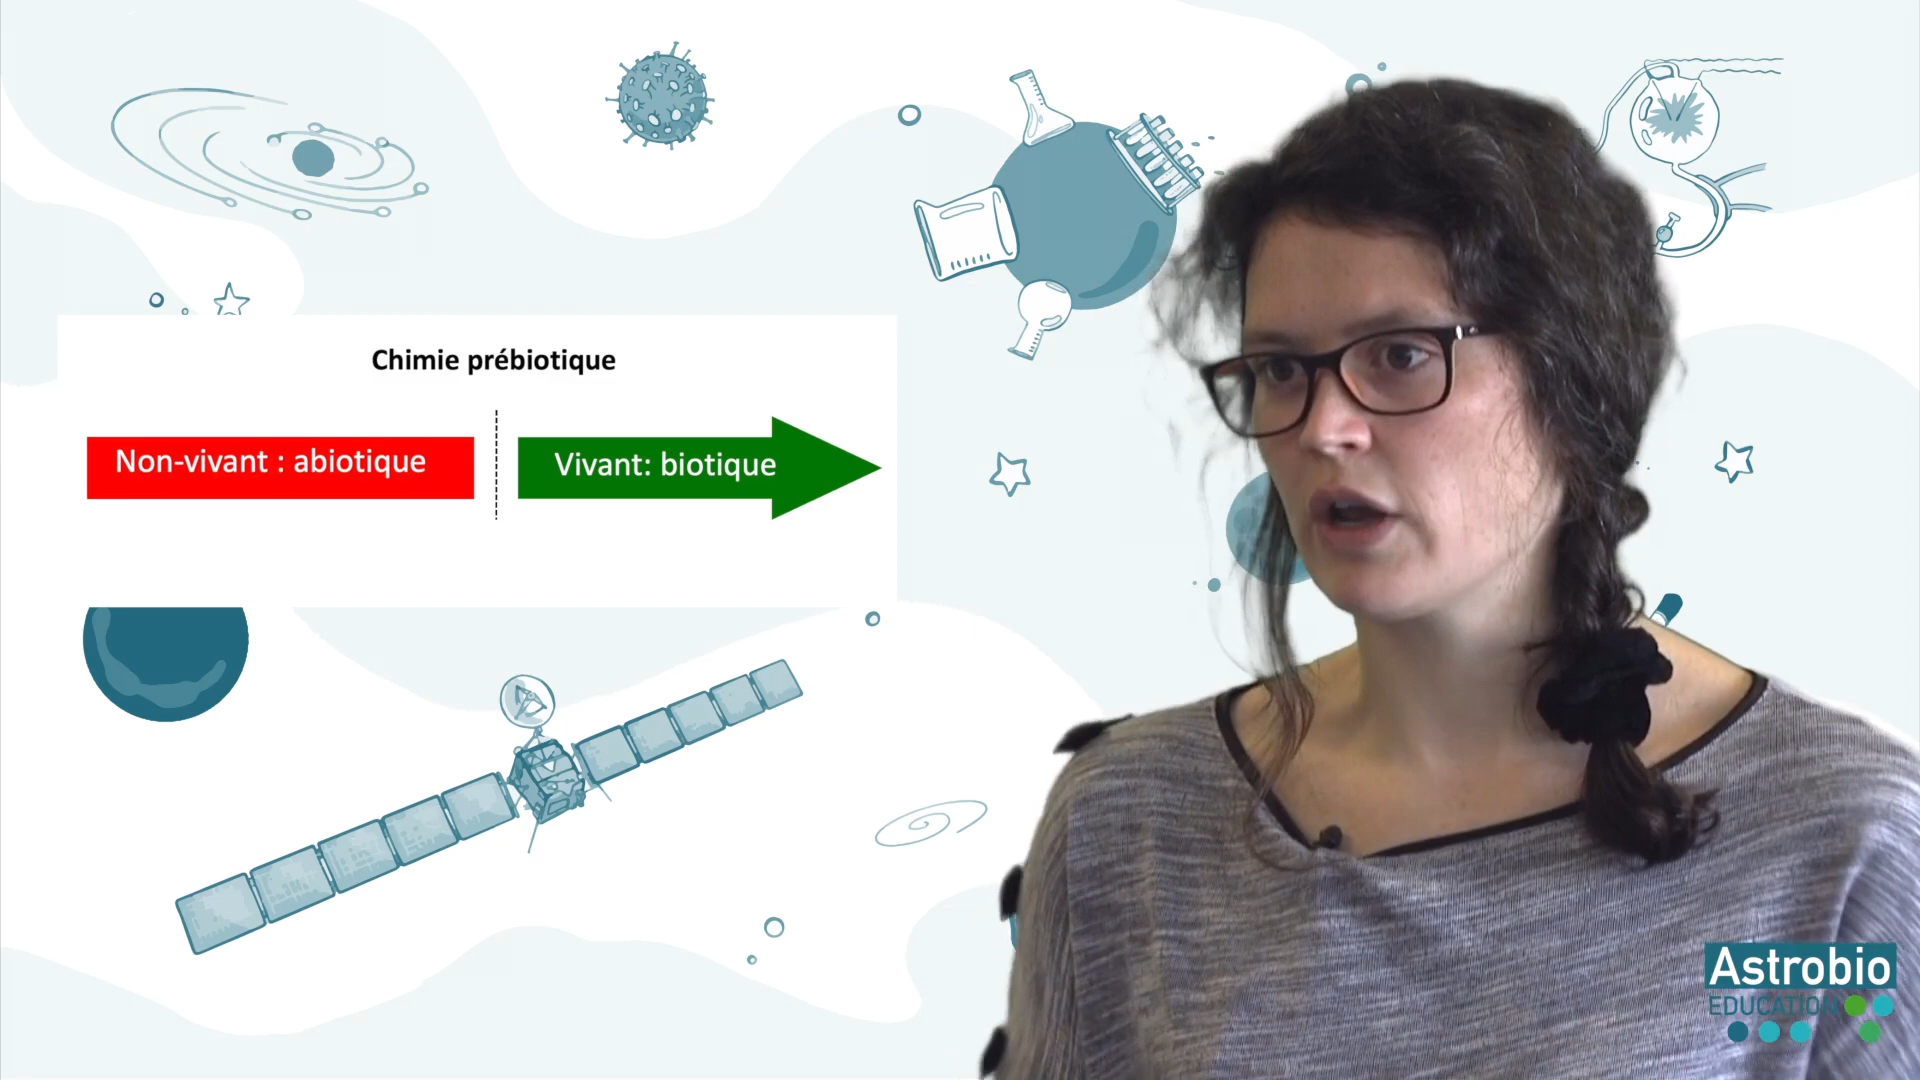 Chimie prébiotique
Non-vivant : abiotique
Vivant: biotique
Astrobio
EDUCATION